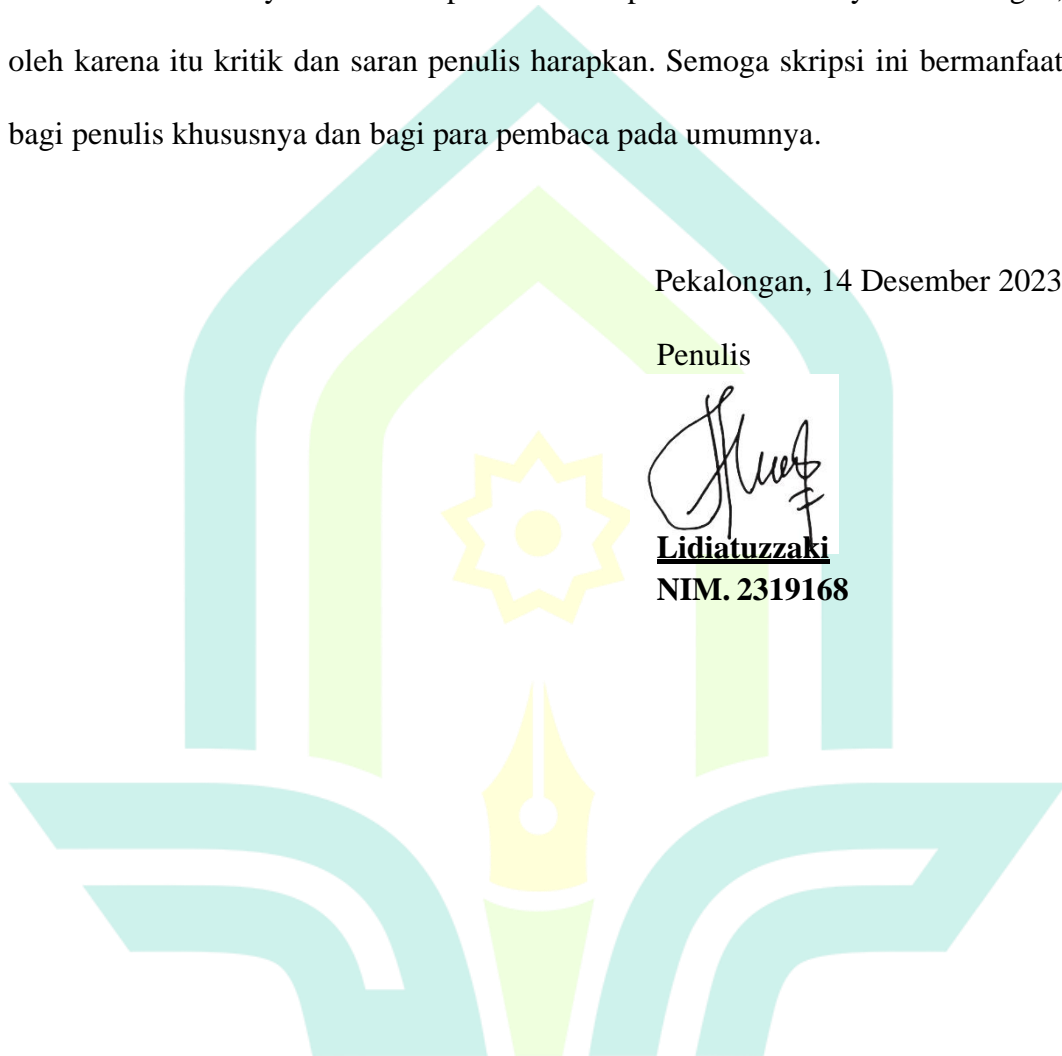 oleh karena itu kritik dan saran penulis harapkan. Semoga skripsi ini bermanfaat
bagi penulis khususnya dan bagi para pembaca pada umumnya.
Pekalongan, 14 Desember 2023
Penulis
Lidiatuzzaki
NIM. 2319168